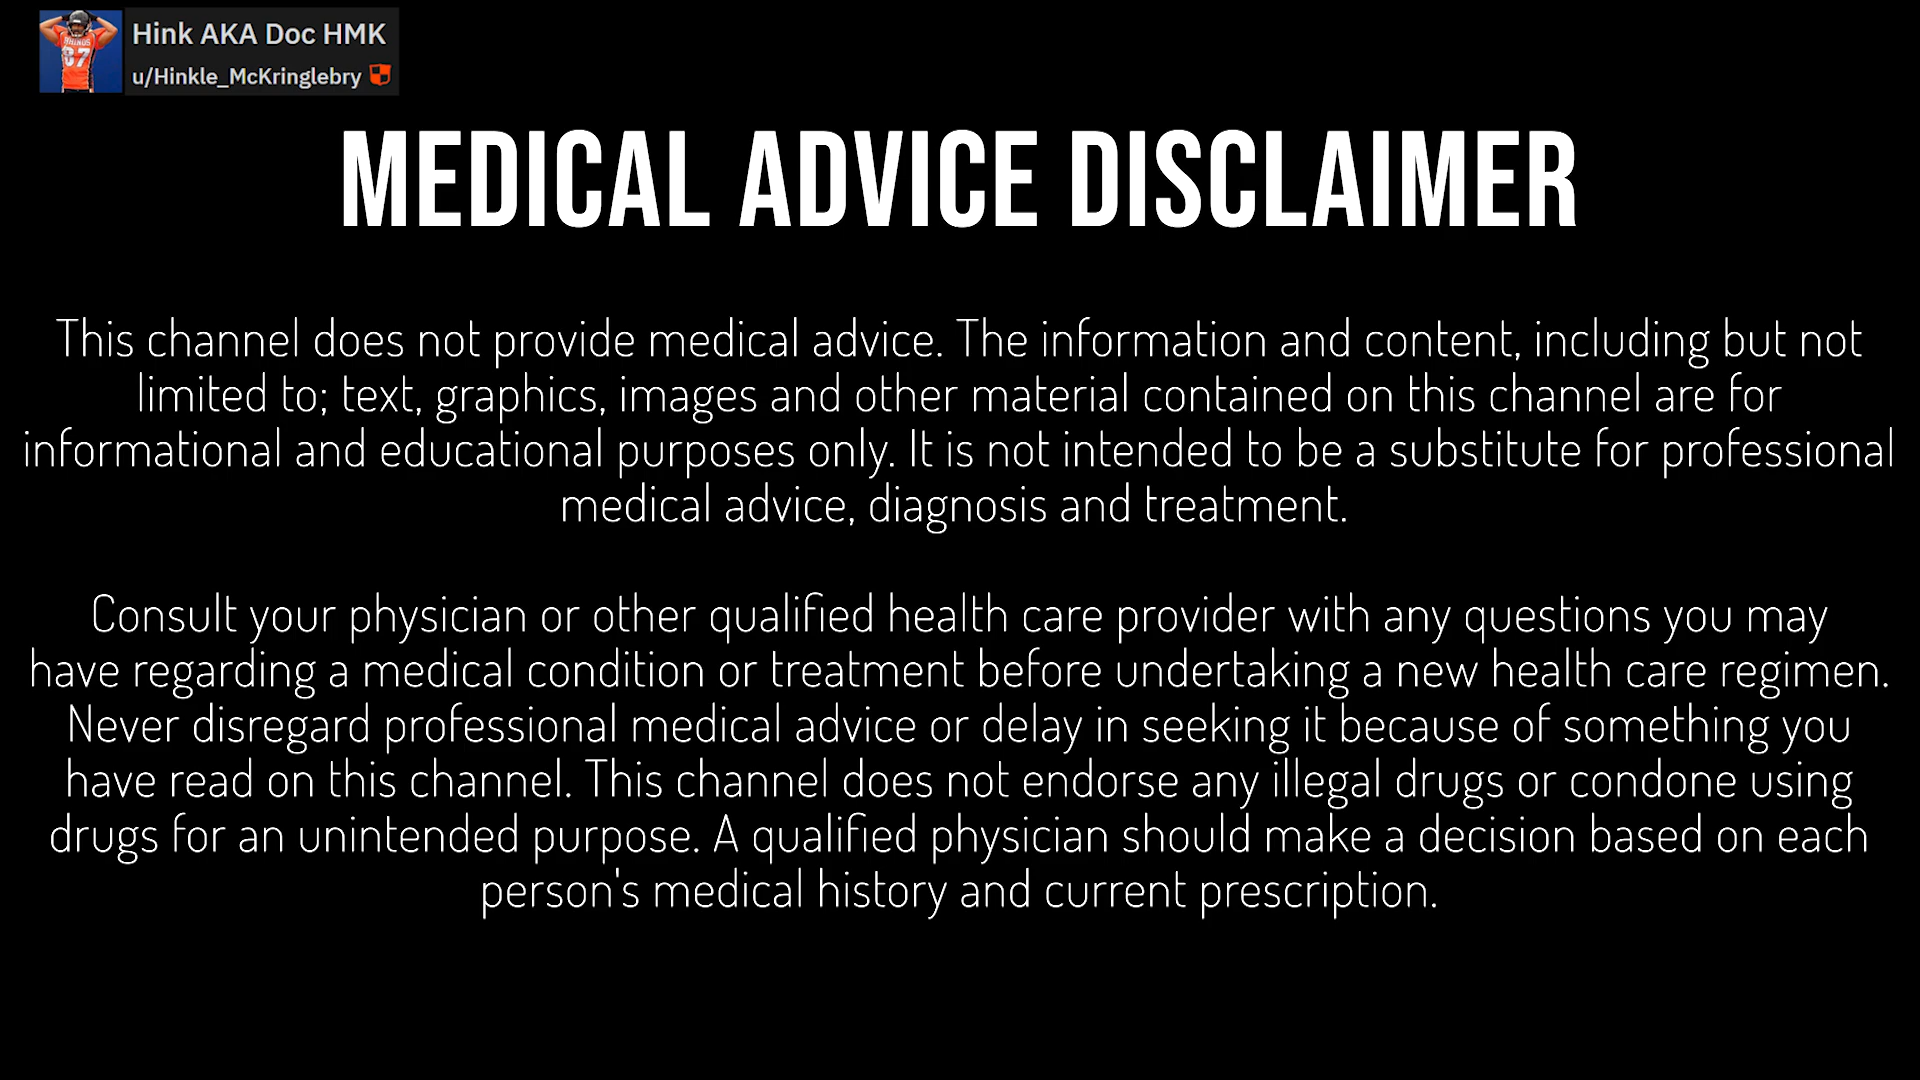 Hink AKA Doc HMK
u/Hinkle_McKringlebry
MEDICAL ADVICE DISCLAIMER
This channel does not provide medical advice. The information and content, including but not
limited to; text, graphics, images and other material contained on this channel are for
informational and educational purposes only. It is not intended to be a substitute for professional
medical advice, diagnosis and treatment.
Consult your physician or other qualified health care provider with any questions you may
have regarding a medical condition or treatment before undertaking a new health care regimen.
Never disregard professional medical advice or delay in seeking it because of something you
have read on this channel. This channel does not endorse any illegal drugs or condone using
drugs for an unintended purpose. A qualified physician should make a decision based on each
person's medical history and current prescription.